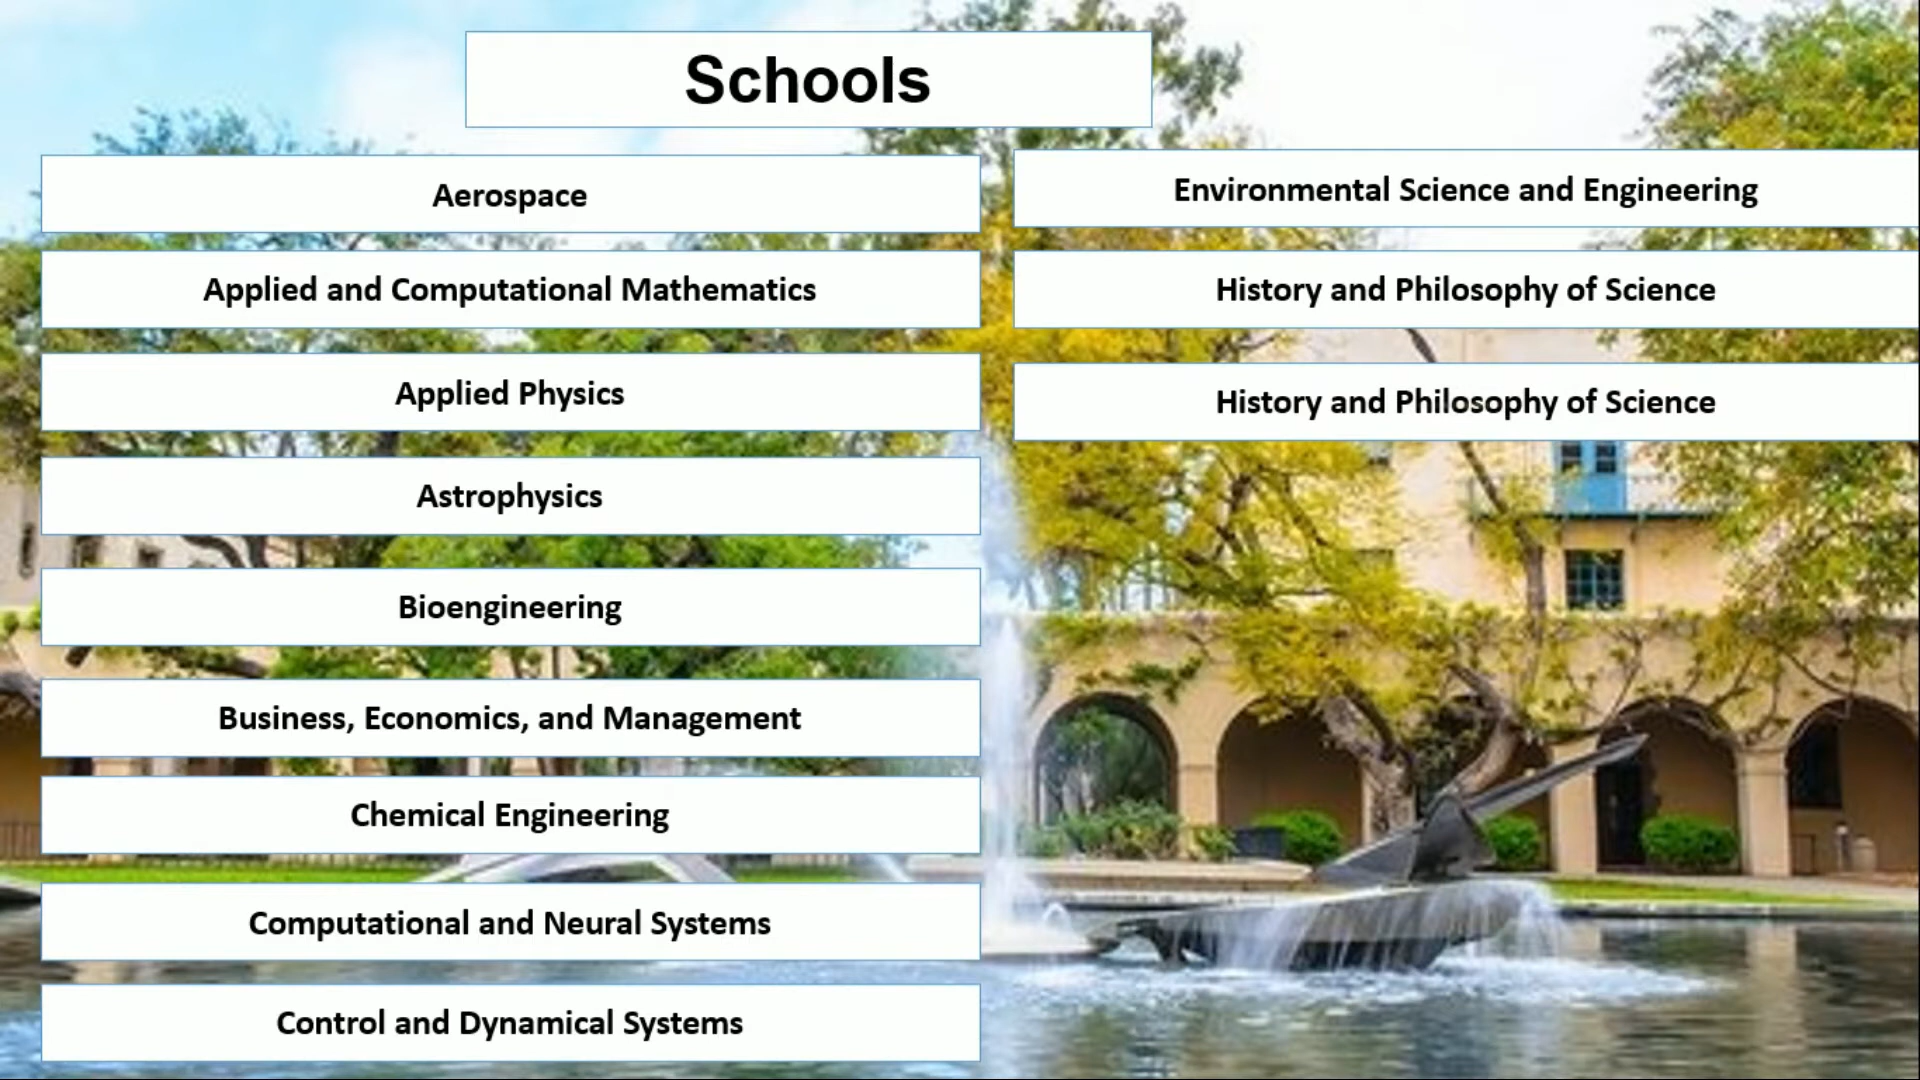 Schools
Aerospace
Applied and Computational Mathematics
Applied Physics
Astrophysics
Bioengineering
Business, Economics, and Management
Chemical Engineering
Computational and Neural Systems
Control and Dynamical Systems
Environmental Science and Engineering
History and Philosophy of Science
History and Philosophy of Science